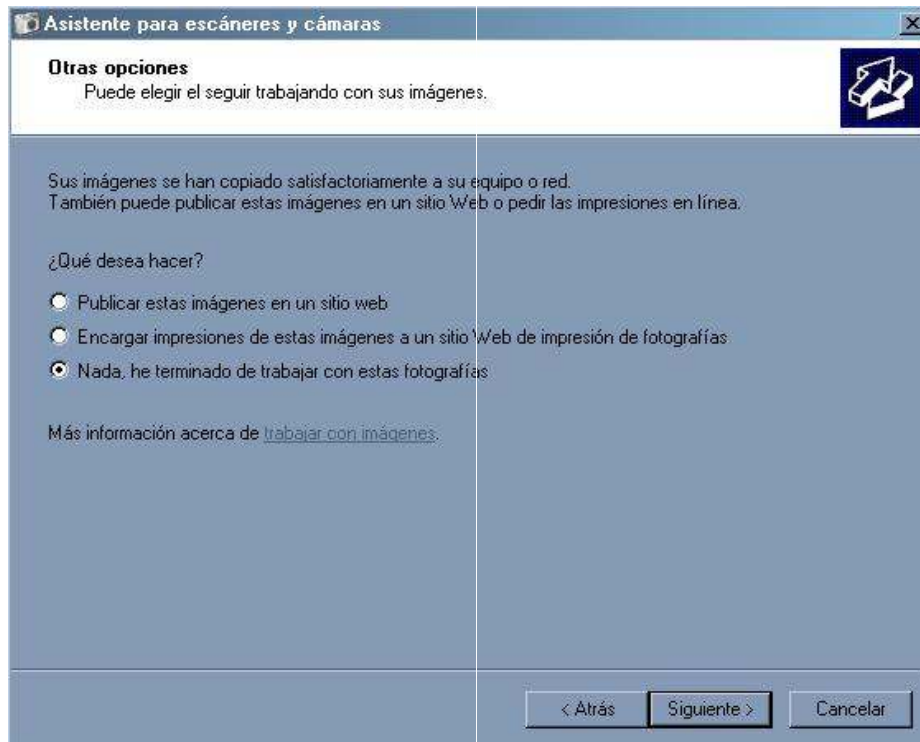 Asistente para escáneres y cámaras
Otras opciones
Puede elegir el seguir trabajando con sus imágenes.
Sus imágenes se han copiado satisfactoriamente a su equipo o red.
También puede publicar estas imágenes en un sitio Web o pedir las impresiones en línea.
¿Qué desea hacer?
Publicar estas imágenes en un sitio web
Encargar impresiones de estas imágenes a un sitio Web de impresión de fotografías
Nada, he terminado de trabajar con estas fotografías
Más información acerca de trabajar con imágenes.
< Atrás Siguiente > Cancelar